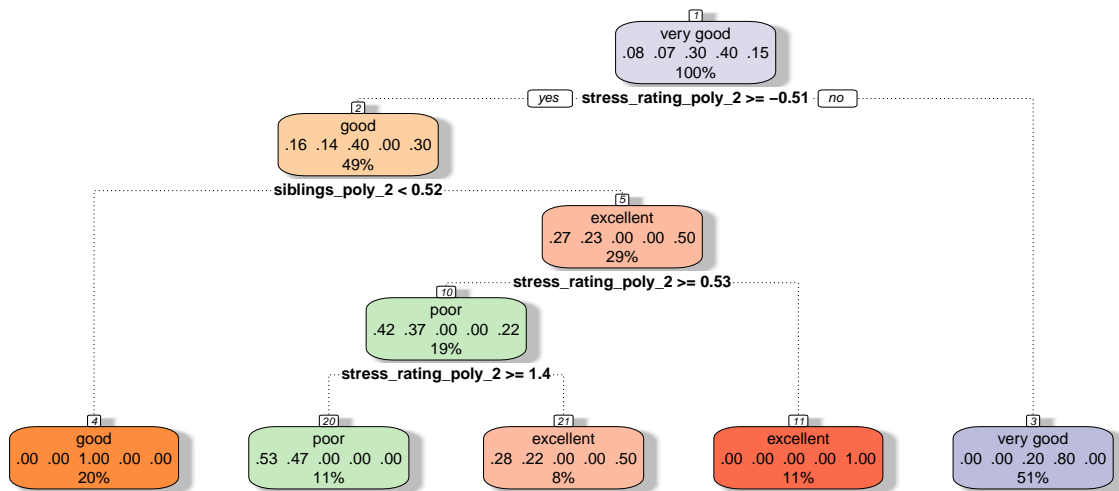 1
very good
.08 .07 .30 .40 .15
100%
yes stress_rating_poly_2 >= −0.51 no
2
good
.16 .14 .40 .00 .30
49%
siblings_poly_2 < 0.52
5
excellent
.27 .23 .00 .00 .50
29%
stress_rating_poly_2 >= 0.53
10
poor
.42 .37 .00 .00 .22
19%
stress_rating_poly_2 >= 1.4
4
good
.00 .00 1.00 .00 .00
20%
20
poor
.53 .47 .00 .00 .00
11%
21
excellent
.28 .22 .00 .00 .50
8%
11
excellent
.00 .00 .00 .00 1.00
11%
3
very good
.00 .00 .20 .80 .00
51%